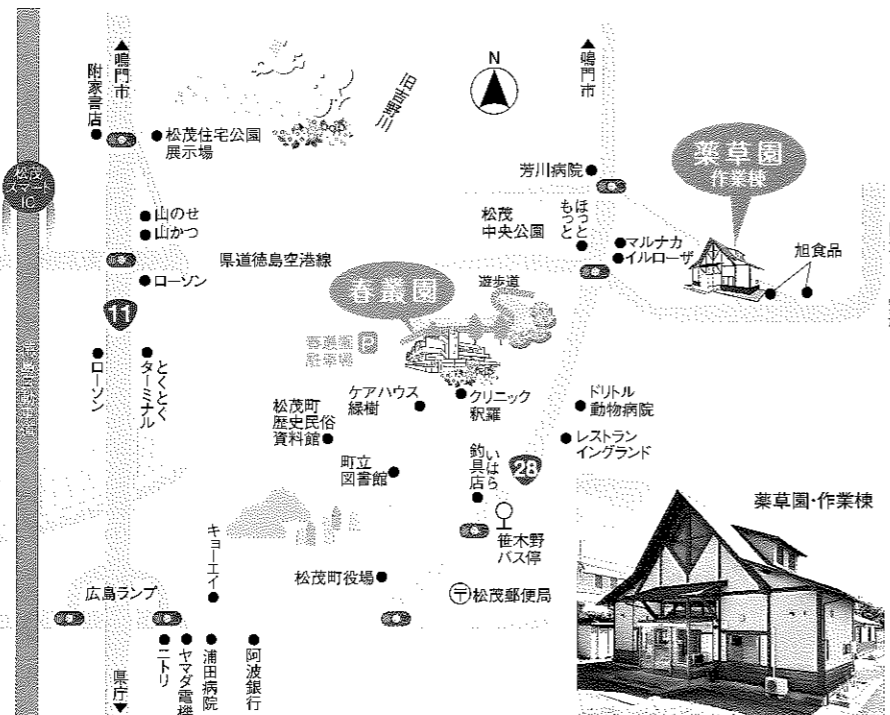 鳴門市
附家書店
松茂住宅公園
展示場
旧吉野川
N
鳴門市
芳川病院
薬草園
作業棟
松茂
スマート
IC
山のせ
山かつ
松茂
中央公園
ほっと
もっと
マルナカ
イルローザ
旭食品
県道徳島空港線
ローソン
春叢園
遊歩道
11
春叢園
駐車場
P
ローソン
とくとく
ターミナル
ケアハウス
緑樹
クリニック
釈羅
ドリトル
動物病院
松茂町
歴史民俗
資料館
レストラン
イングランド
町立
図書館
いはら
釣具店
28
薬草園・作業棟
笹木野
バス停
キョーエイ
松茂町役場
〒松茂郵便局
広島ランプ
ニトリ
ヤマダ電機
浦田病院
阿波銀行
県庁